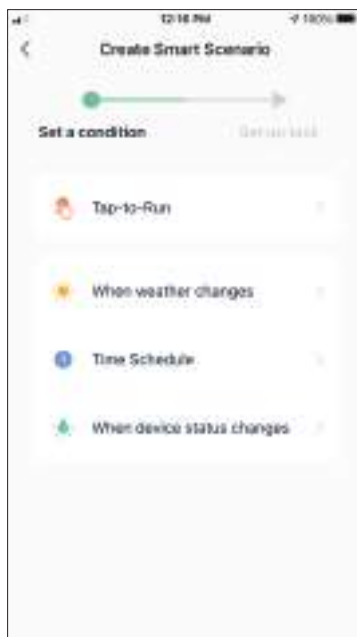 12:16 PM 100%
Create Smart Scenario
Set a condition
Tap-to-Run
When weather changes
Time Schedule
When device status changes